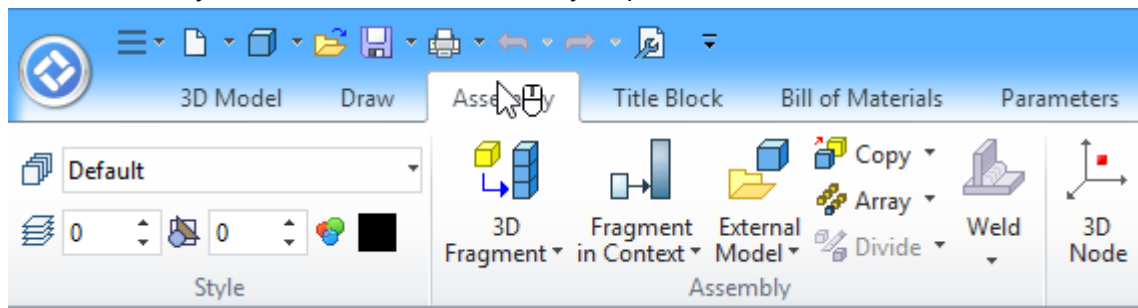 3D Model Draw Assembly Title Block Bill of Materials Parameters
Default
0 0
Style
3D Fragment
Fragment in Context
External Model
Copy
Array
Divide
Weld
Assembly
3D Node